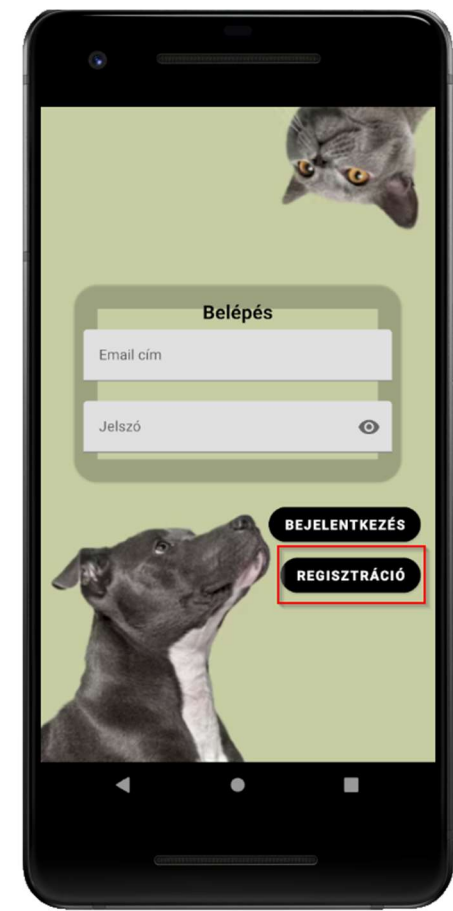 Belépés
Email cím
Jelszó
BEJELENTKEZÉS
REGISZTRÁCIÓ